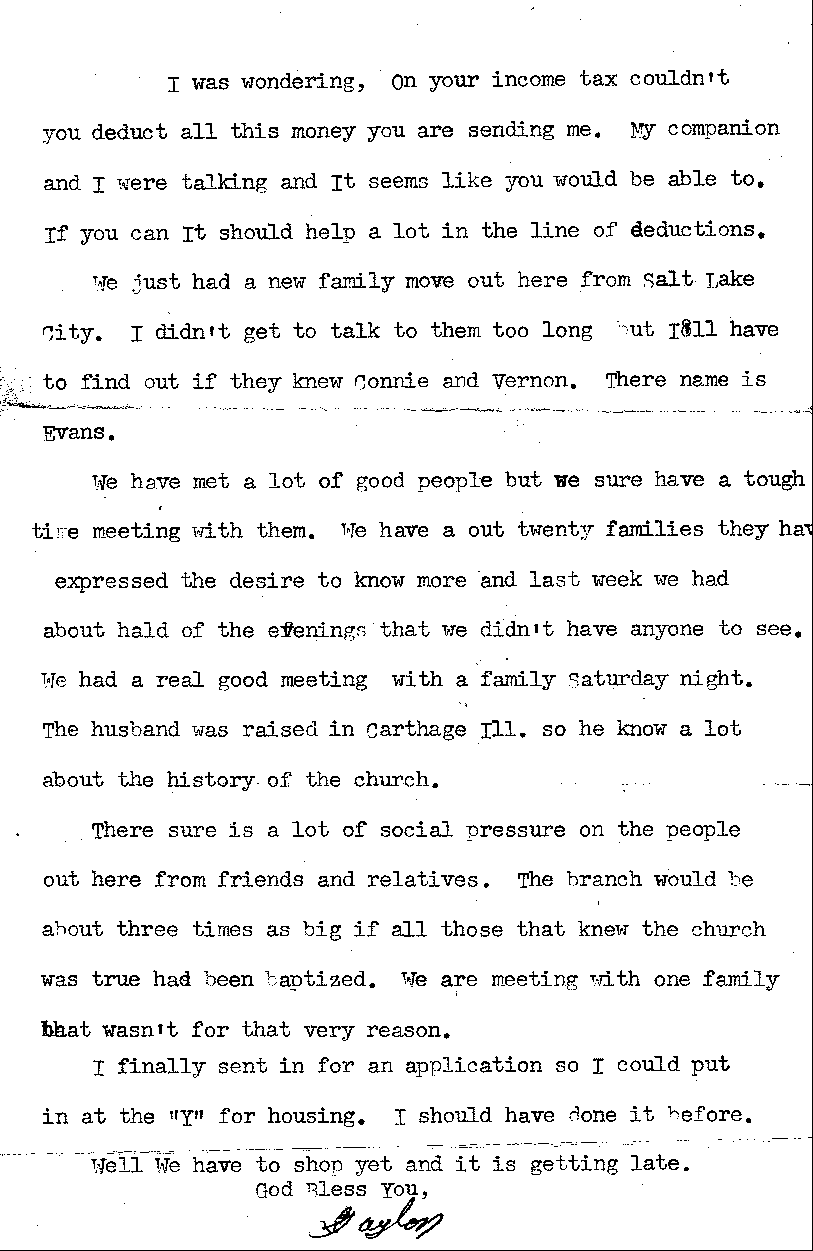 I was wondering, On your income tax couldn't
you deduct all this money you are sending me. My companion
and I were talking and It seems like you would be able to.
If you can It should help a lot in the line of deductions.
We just had a new family move out here from Salt Lake
City. I didn't get to talk to them too long but I8ll have
to find out if they knew Connie and Vernon. There name is
Evans.
We have met a lot of good people but we sure have a tough
time meeting with them. We have a out twenty families they hav
expressed the desire to know more and last week we had
about hald of the evenings that we didn't have anyone to see.
We had a real good meeting with a family Saturday night.
The husband was raised in Carthage Ill. so he know a lot
about the history of the church.
There sure is a lot of social pressure on the people
out here from friends and relatives. The branch would be
about three times as big if all those that knew the church
was true had been baptized. We are meeting with one family
that wasn't for that very reason.
I finally sent in for an application so I could put
in at the "Y" for housing. I should have done it before.
Well We have to shop yet and it is getting late.
God Bless You,
Gaylon